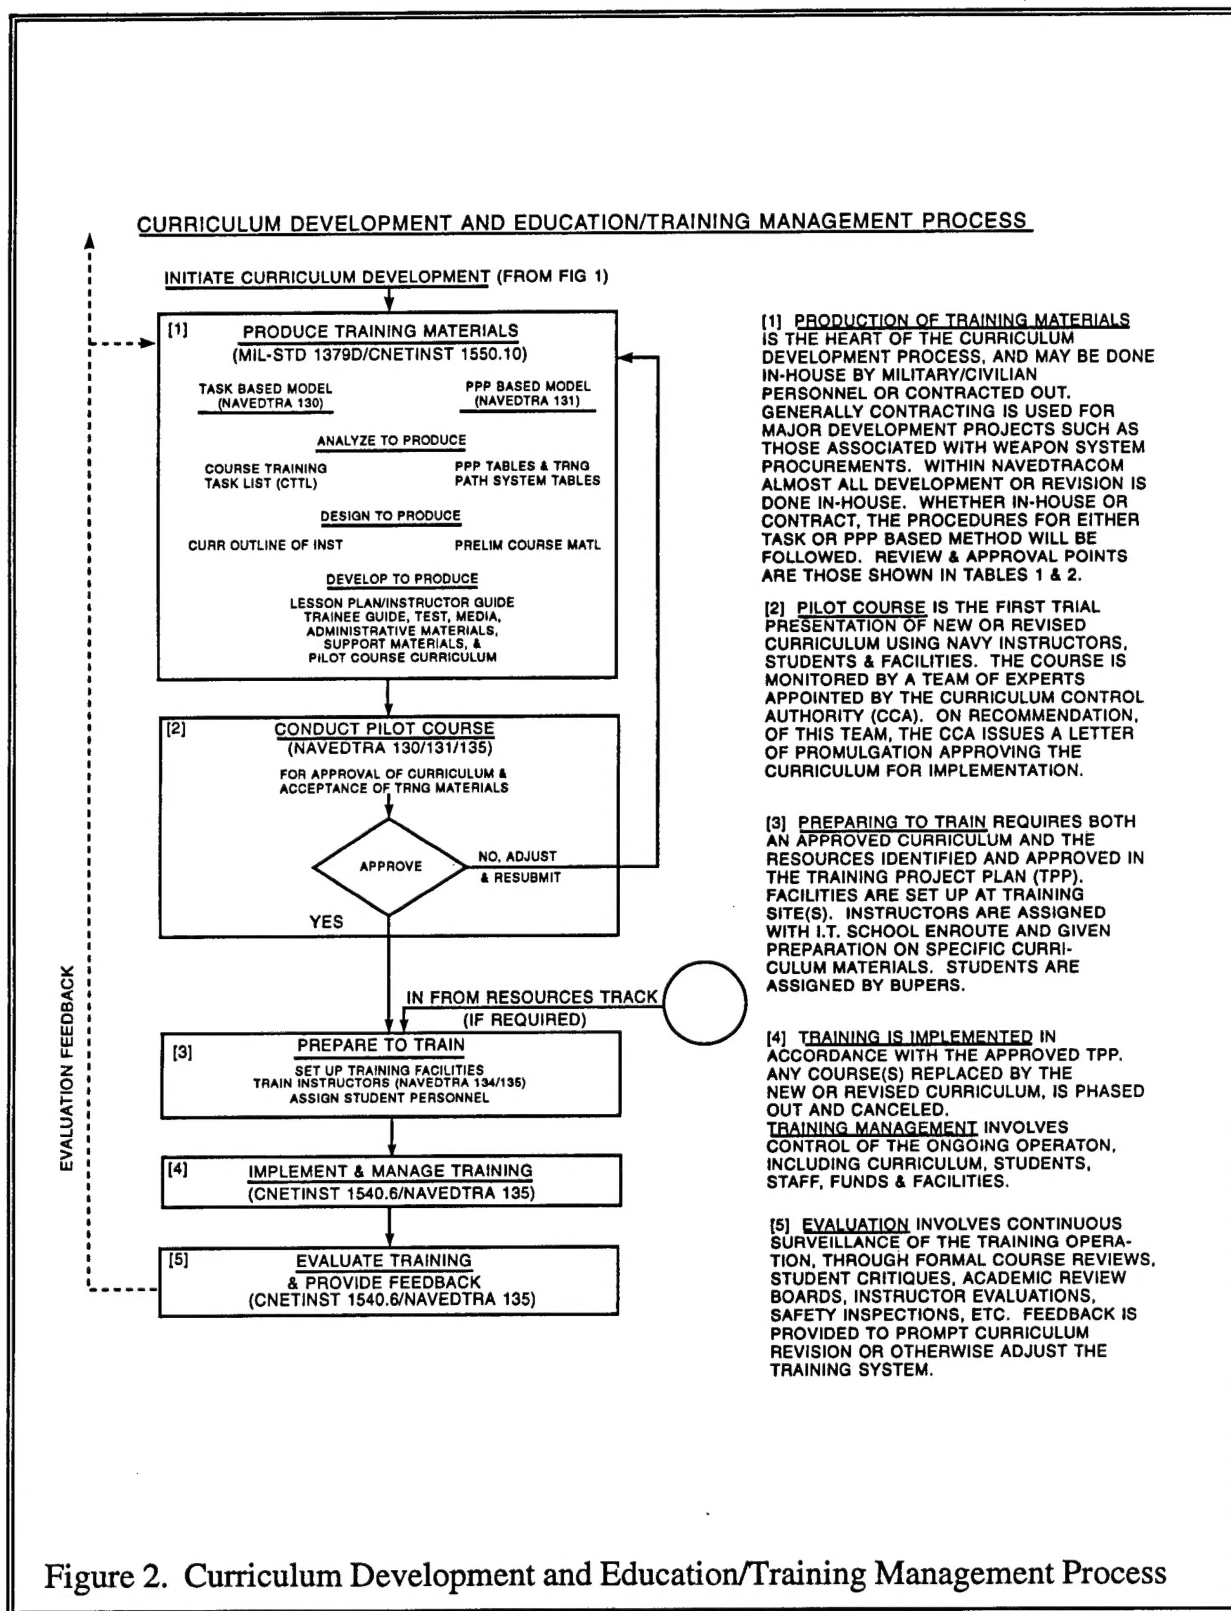 CURRICULUM DEVELOPMENT AND EDUCATION/TRAINING MANAGEMENT PROCESS
INITIATE CURRICULUM DEVELOPMENT (FROM FIG 1)
[1] PRODUCE TRAINING MATERIALS
(MIL-STD 1379D/CNETINST 1550.10)
TASK BASED MODEL
(NAVEDTRA 130)
PPP BASED MODEL
(NAVEDTRA 131)
ANALYZE TO PRODUCE
COURSE TRAINING
TASK LIST (CTTL)
PPP TABLES & TRNG
PATH SYSTEM TABLES
DESIGN TO PRODUCE
CURR OUTLINE OF INST
PRELIM COURSE MATL
DEVELOP TO PRODUCE
LESSON PLAN/INSTRUCTOR GUIDE
TRAINEE GUIDE, TEST, MEDIA,
ADMINISTRATIVE MATERIALS,
SUPPORT MATERIALS, &
PILOT COURSE CURRICULUM
[2] CONDUCT PILOT COURSE
(NAVEDTRA 130/131/135)
FOR APPROVAL OF CURRICULUM &
ACCEPTANCE OF TRNG MATERIALS
APPROVE
NO, ADJUST
& RESUBMIT
YES
IN FROM RESOURCES TRACK
(IF REQUIRED)
[3] PREPARE TO TRAIN
SET UP TRAINING FACILITIES
TRAIN INSTRUCTORS (NAVEDTRA 134/135)
ASSIGN STUDENT PERSONNEL
[4] IMPLEMENT & MANAGE TRAINING
(CNETINST 1540.6/NAVEDTRA 135)
[5] EVALUATE TRAINING
& PROVIDE FEEDBACK
(CNETINST 1540.6/NAVEDTRA 135)
EVALUATION FEEDBACK
[1] PRODUCTION OF TRAINING MATERIALS
IS THE HEART OF THE CURRICULUM
DEVELOPMENT PROCESS, AND MAY BE DONE
IN-HOUSE BY MILITARY/CIVILIAN
PERSONNEL OR CONTRACTED OUT.
GENERALLY CONTRACTING IS USED FOR
MAJOR DEVELOPMENT PROJECTS SUCH AS
THOSE ASSOCIATED WITH WEAPON SYSTEM
PROCUREMENTS. WITHIN NAVEDTRACOM
ALMOST ALL DEVELOPMENT OR REVISION IS
DONE IN-HOUSE. WHETHER IN-HOUSE OR
CONTRACT, THE PROCEDURES FOR EITHER
TASK OR PPP BASED METHOD WILL BE
FOLLOWED. REVIEW & APPROVAL POINTS
ARE THOSE SHOWN IN TABLES 1 & 2.
[2] PILOT COURSE IS THE FIRST TRIAL
PRESENTATION OF NEW OR REVISED
CURRICULUM USING NAVY INSTRUCTORS,
STUDENTS & FACILITIES. THE COURSE IS
MONITORED BY A TEAM OF EXPERTS
APPOINTED BY THE CURRICULUM CONTROL
AUTHORITY (CCA). ON RECOMMENDATION,
OF THIS TEAM, THE CCA ISSUES A LETTER
OF PROMULGATION APPROVING THE
CURRICULUM FOR IMPLEMENTATION.
[3] PREPARING TO TRAIN REQUIRES BOTH
AN APPROVED CURRICULUM AND THE
RESOURCES IDENTIFIED AND APPROVED IN
THE TRAINING PROJECT PLAN (TPP).
FACILITIES ARE SET UP AT TRAINING
SITE(S). INSTRUCTORS ARE ASSIGNED
WITH I.T. SCHOOL ENROUTE AND GIVEN
PREPARATION ON SPECIFIC CURRI-
CULUM MATERIALS. STUDENTS ARE
ASSIGNED BY BUPERS.
[4] TRAINING IS IMPLEMENTED IN
ACCORDANCE WITH THE APPROVED TPP.
ANY COURSE(S) REPLACED BY THE
NEW OR REVISED CURRICULUM, IS PHASED
OUT AND CANCELED.
TRAINING MANAGEMENT INVOLVES
CONTROL OF THE ONGOING OPERATON,
INCLUDING CURRICULUM, STUDENTS,
STAFF, FUNDS & FACILITIES.
[5] EVALUATION INVOLVES CONTINUOUS
SURVEILLANCE OF THE TRAINING OPERA-
TION, THROUGH FORMAL COURSE REVIEWS,
STUDENT CRITIQUES, ACADEMIC REVIEW
BOARDS, INSTRUCTOR EVALUATIONS,
SAFETY INSPECTIONS, ETC. FEEDBACK IS
PROVIDED TO PROMPT CURRICULUM
REVISION OR OTHERWISE ADJUST THE
TRAINING SYSTEM.
Figure 2. Curriculum Development and Education/Training Management Process